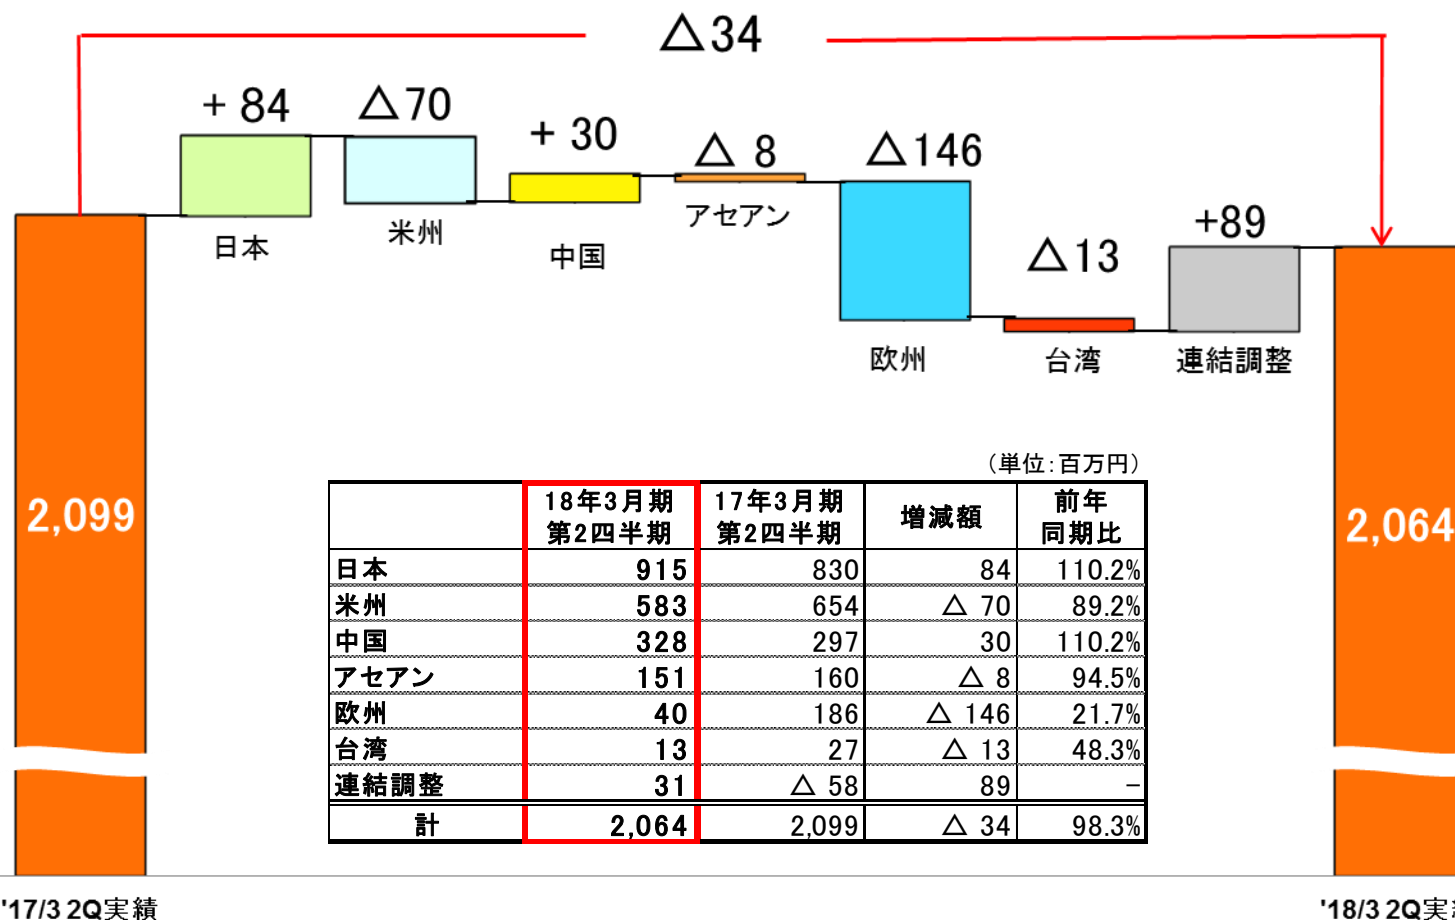 △34
+ 84
△70
+ 30
△ 8
△146
△13
+89
日本
米州
中国
アセアン
欧州
台湾
連結調整
2,099
2,064
（単位：百万円）
18年3月期 17年3月期 増減額 前年
第2四半期 第2四半期 同期比
日本 915 830 84 110.2%
米州 583 654 △ 70 89.2%
中国 328 297 30 110.2%
アセアン 151 160 △ 8 94.5%
欧州 40 186 △ 146 21.7%
台湾 13 27 △ 13 48.3%
連結調整 31 △ 58 89 −
計 2,064 2,099 △ 34 98.3%
'17/3 2Q実績
'18/3 2Q実